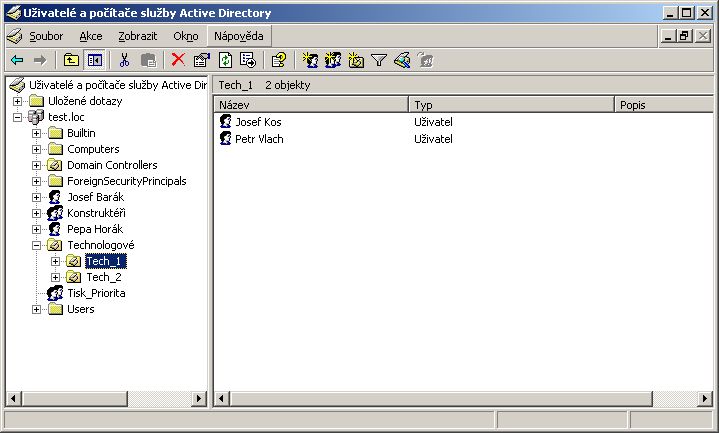 Uživatelé a počítače služby Active Directory
Soubor Akce Zobrazit Okno Nápověda
Uživatelé a počítače služby Active Dir
Uložené dotazy
test.loc
Builtin
Computers
Domain Controllers
ForeignSecurityPrincipals
Josef Barák
Konstruktéři
Pepa Horák
Technologové
Tech_1
Tech_2
Tisk_Priorita
Users
Tech_1 2 objekty
Název Typ Popis
Josef Kos Uživatel
Petr Vlach Uživatel